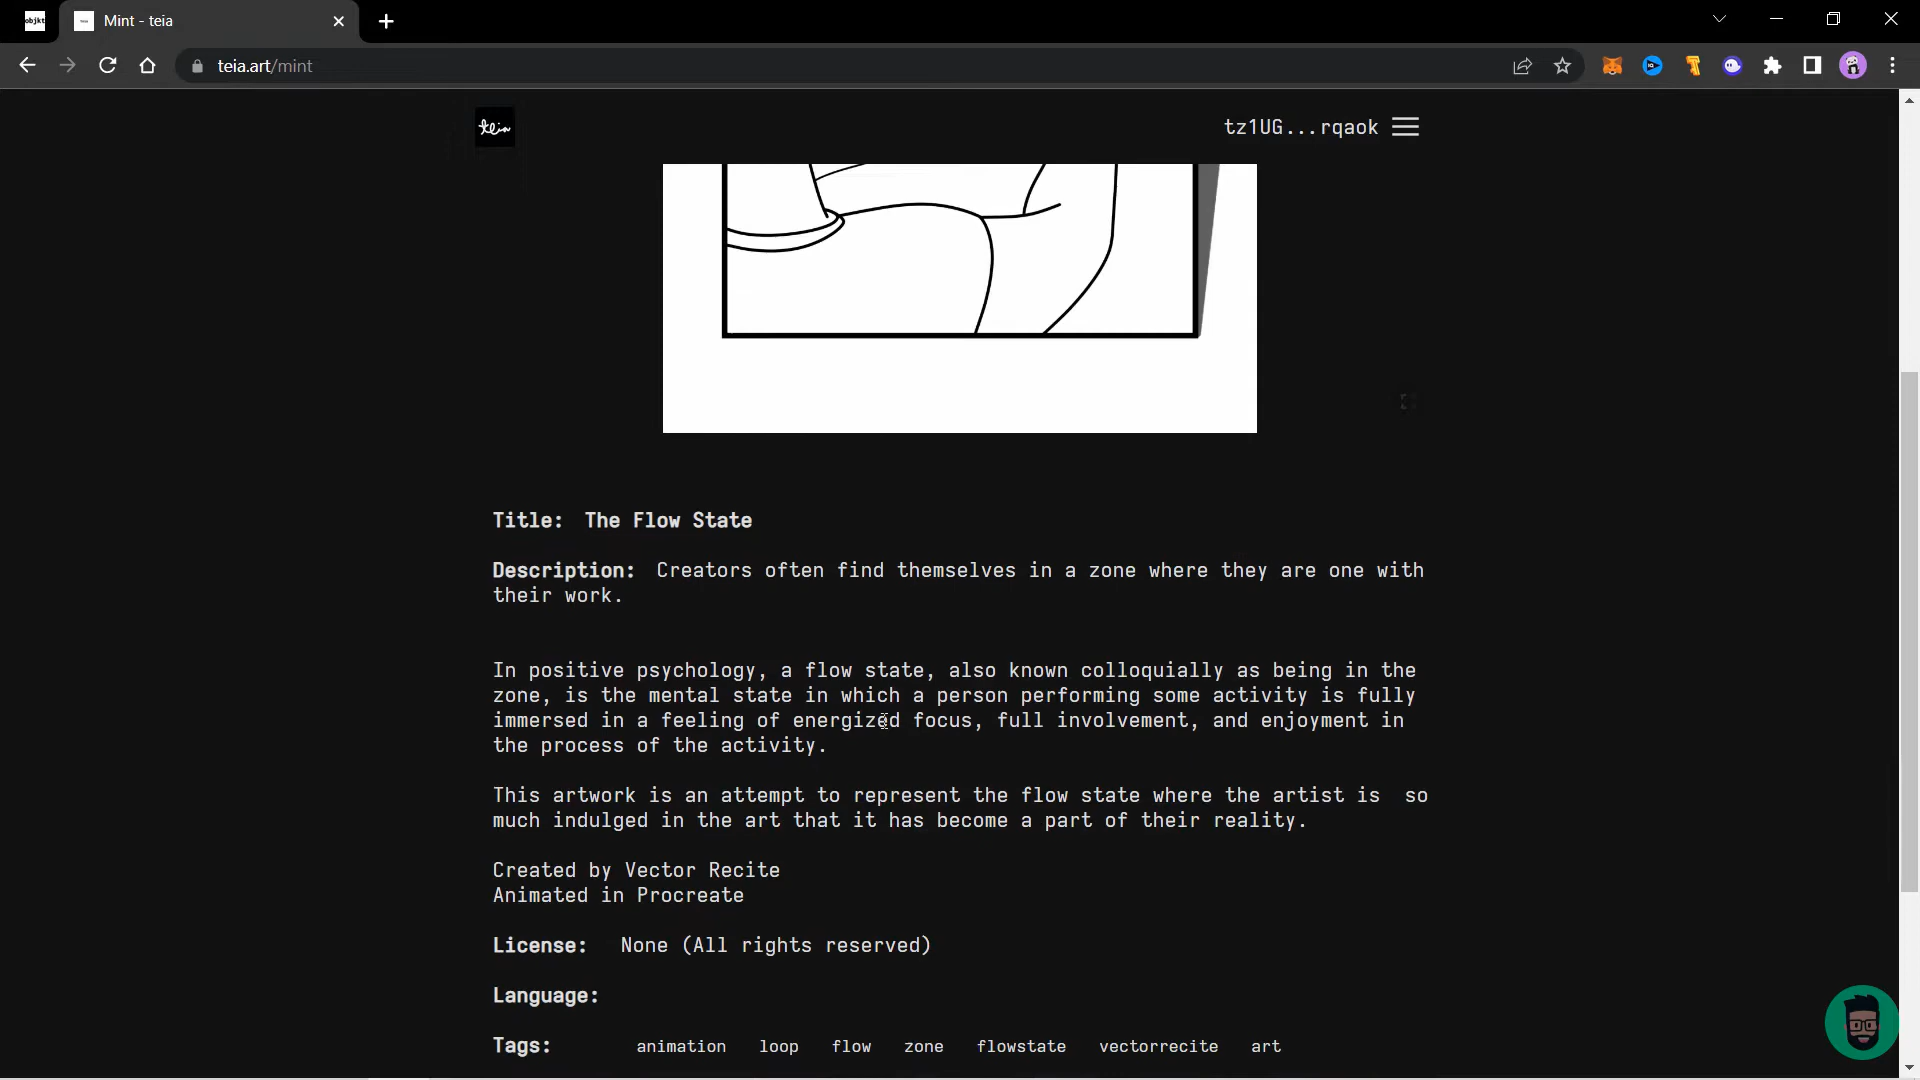 objkt
Mint - teia
teia.art/mint
teia
tz1UG...rqaok
Title: The Flow State
Description: Creators often find themselves in a zone where they are one with
their work.
In positive psychology, a flow state, also known colloquially as being in the
zone, is the mental state in which a person performing some activity is fully
immersed in a feeling of energized focus, full involvement, and enjoyment in
the process of the activity.
This artwork is an attempt to represent the flow state where the artist is  so
much indulged in the art that it has become a part of their reality.
Created by Vector Recite
Animated in Procreate
License: None (All rights reserved)
Language:
Tags: animation loop flow zone flowstate vectorrecite art